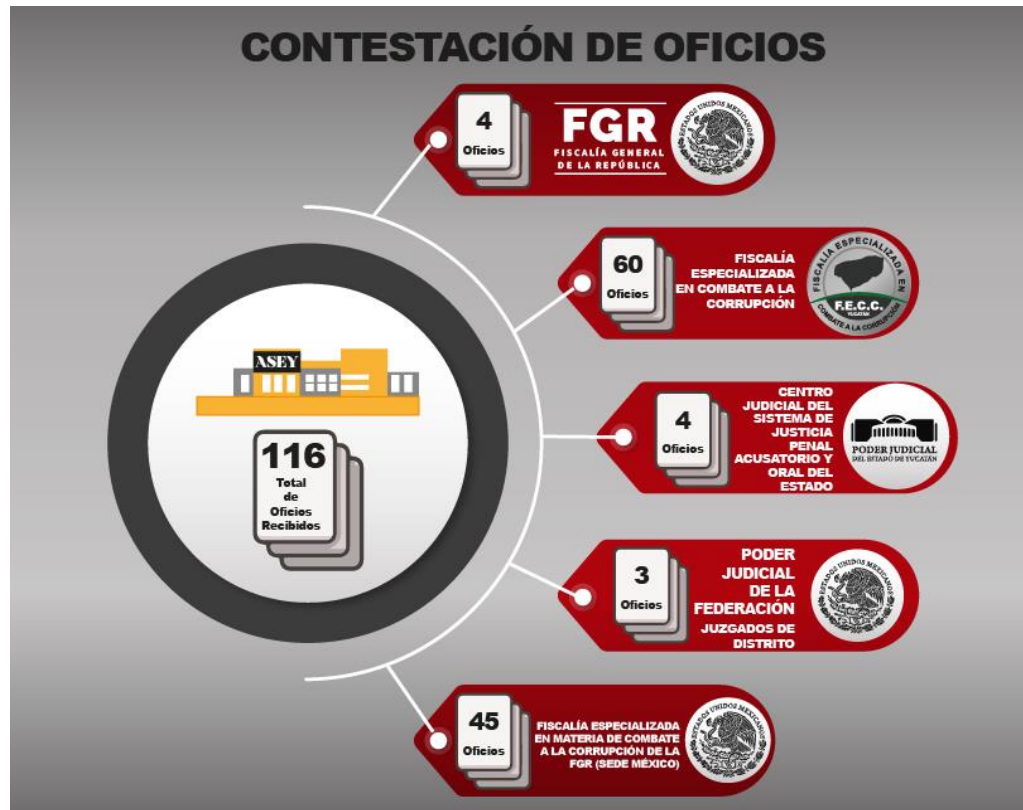 CONTESTACIÓN DE OFICIOS
4
Oficios
FGR
FISCALÍA GENERAL
DE LA REPÚBLICA
ESTADOS UNIDOS MEXICANOS
60
Oficios
FISCALÍA
ESPECIALIZADA
EN COMBATE A LA
CORRUPCIÓN
FISCALÍA ESPECIALIZADA EN
COMBATE A LA CORRUPCIÓN
F.E.C.C.
YUCATÁN
ASEY
116
Total
de
Oficios
Recibidos
4
Oficios
CENTRO
JUDICIAL DEL
SISTEMA DE
JUSTICIA
PENAL
ACUSATORIO Y
ORAL DEL
ESTADO
PODER JUDICIAL
DEL ESTADO DE YUCATÁN
3
Oficios
PODER
JUDICIAL
DE LA
FEDERACIÓN
JUZGADOS DE
DISTRITO
ESTADOS UNIDOS MEXICANOS
45
Oficios
FISCALÍA ESPECIALIZADA
EN MATERIA DE COMBATE
A LA CORRUPCIÓN DE LA
FGR (SEDE MÉXICO)
ESTADOS UNIDOS MEXICANOS